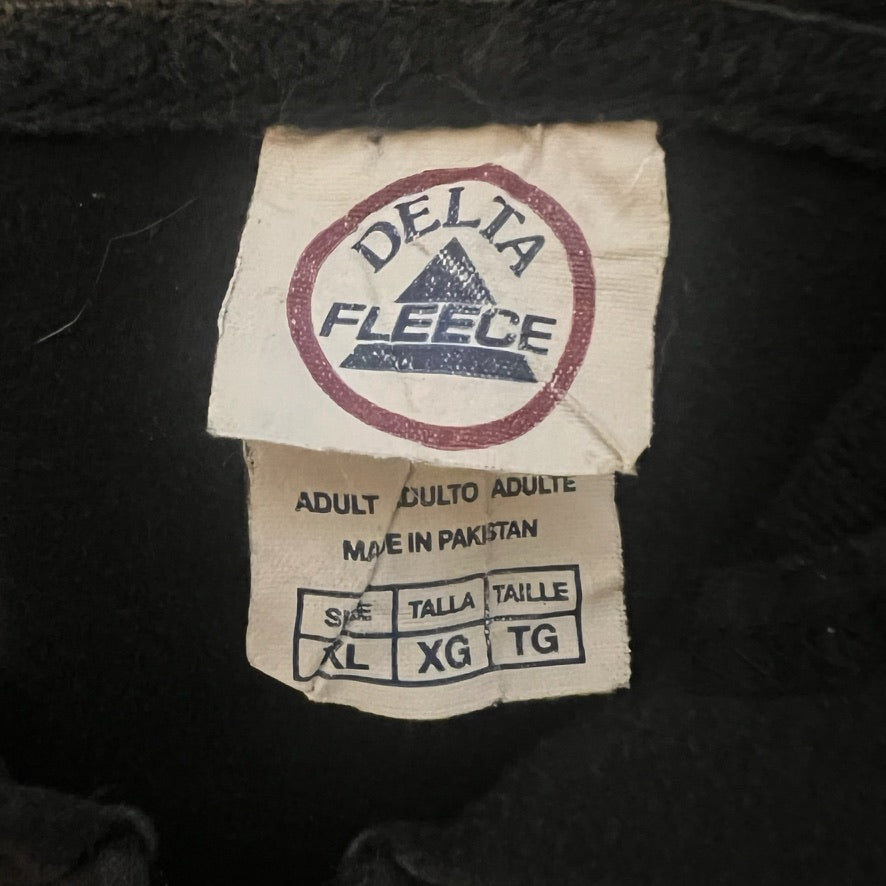 DELTA
FLEECE
ADULT ADULTO ADULTE
MADE IN PAKISTAN
SIZE TALLA TAILLE
XL XG TG